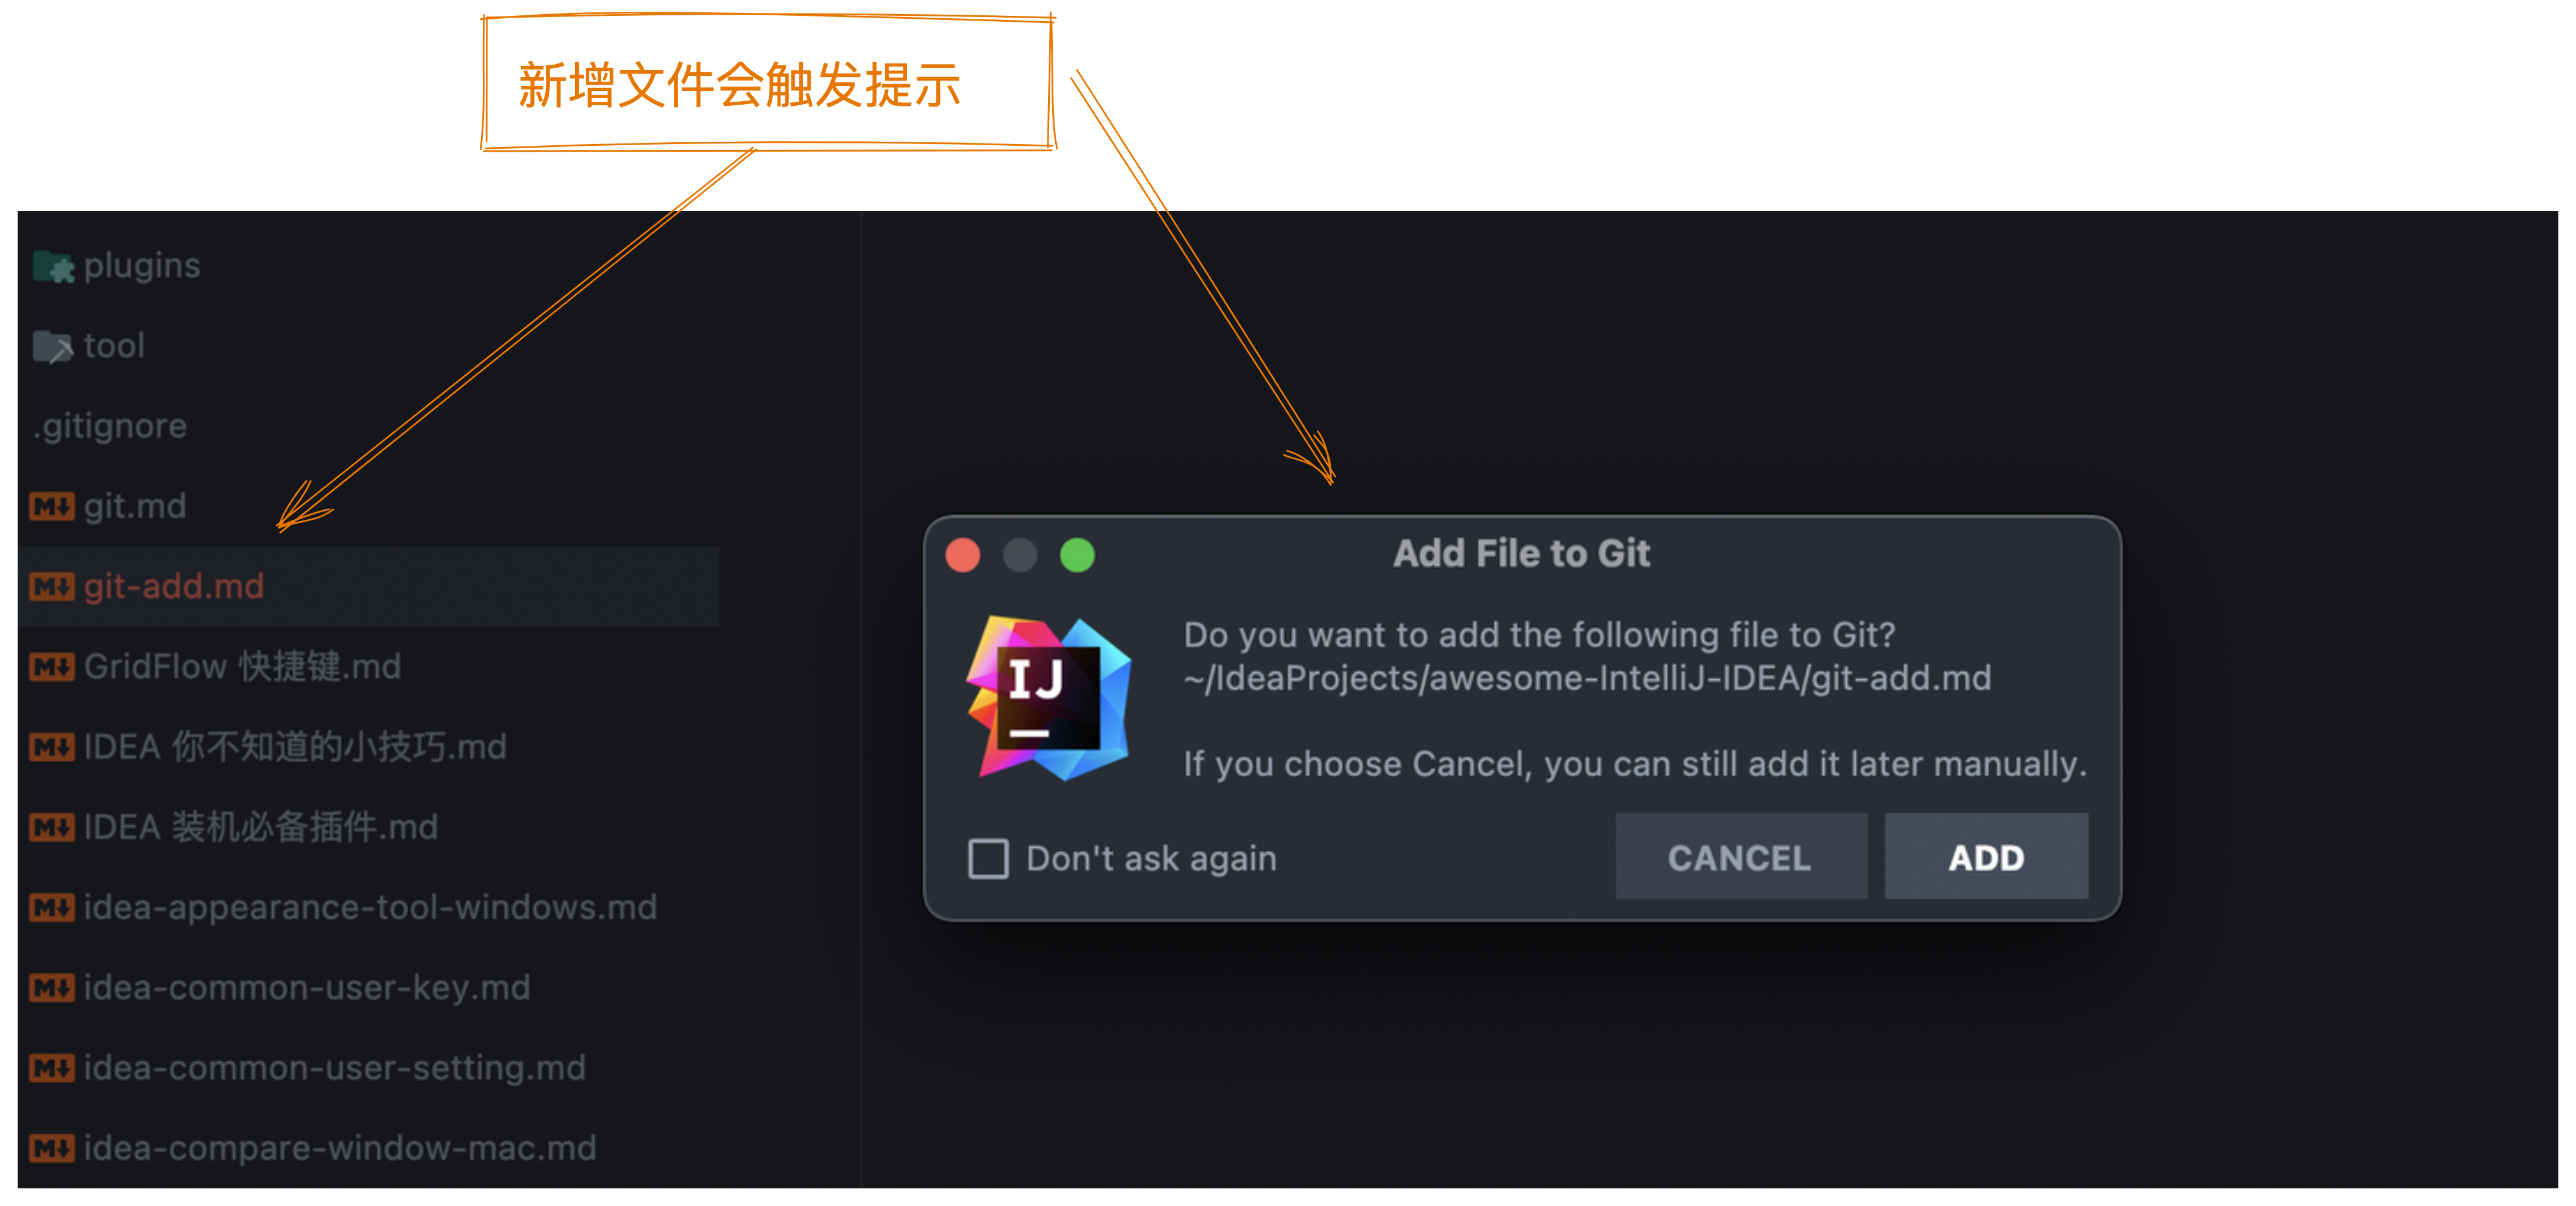 新增文件会触发提示
plugins
tool
.gitignore
git.md
git-add.md
GridFlow 快捷键.md
IDEA 你不知道的小技巧.md
IDEA 装机必备插件.md
idea-appearance-tool-windows.md
idea-common-user-key.md
idea-common-user-setting.md
idea-compare-window-mac.md
Add File to Git
IJ
Do you want to add the following file to Git?
~/IdeaProjects/awesome-IntelliJ-IDEA/git-add.md
If you choose Cancel, you can still add it later manually.
Don't ask again
CANCEL
ADD